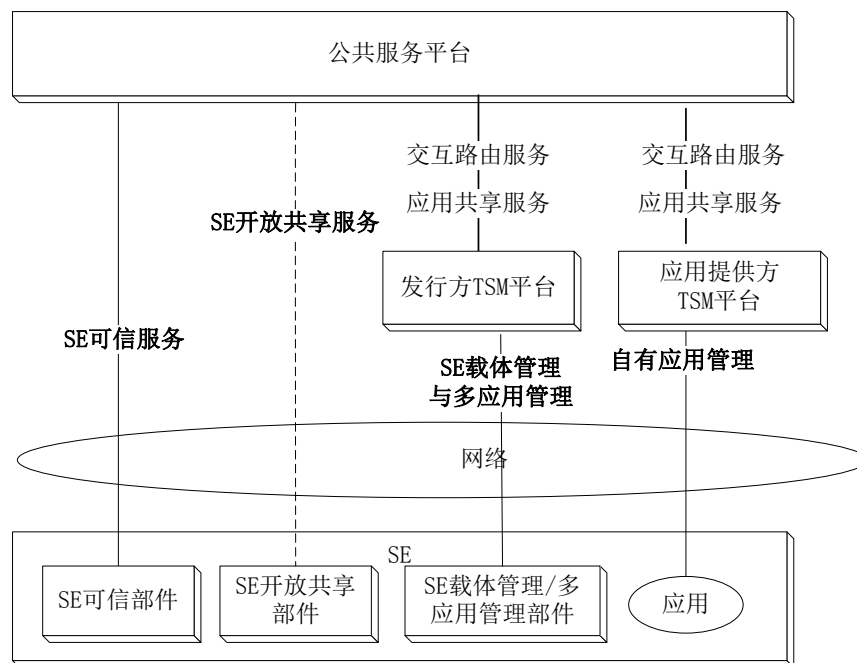 公共服务平台
交互路由服务
交互路由服务
应用共享服务
应用共享服务
SE开放共享服务
发行方TSM平台
应用提供方
TSM平台
SE可信服务
SE载体管理
与多应用管理
自有应用管理
网络
SE
SE可信部件
SE开放共享
部件
SE载体管理/多
应用管理部件
应用